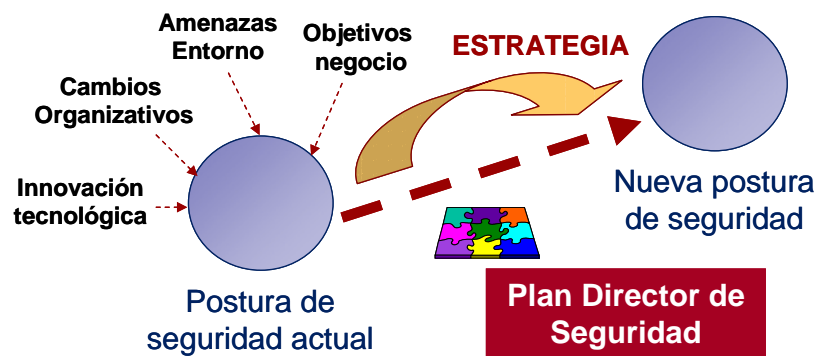 Amenazas
Entorno
Objetivos
negocio
ESTRATEGIA
Cambios
Organizativos
Innovación
tecnológica
Nueva postura
de seguridad
Postura de
seguridad actual
Plan Director de
Seguridad